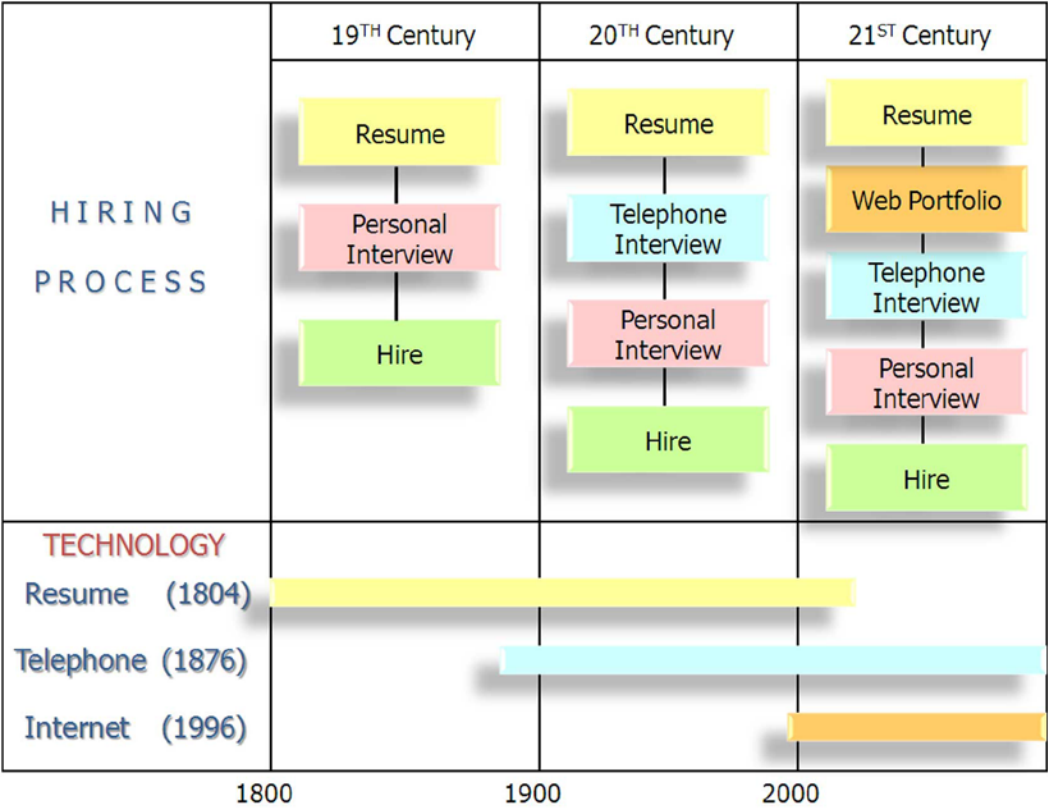 19TH Century
20TH Century
21ST Century
HIRING
PROCESS
Resume
Personal
Interview
Hire
Resume
Telephone
Interview
Personal
Interview
Hire
Resume
Web Portfolio
Telephone
Interview
Personal
Interview
Hire
TECHNOLOGY
Resume (1804)
Telephone (1876)
Internet (1996)
1800
1900
2000